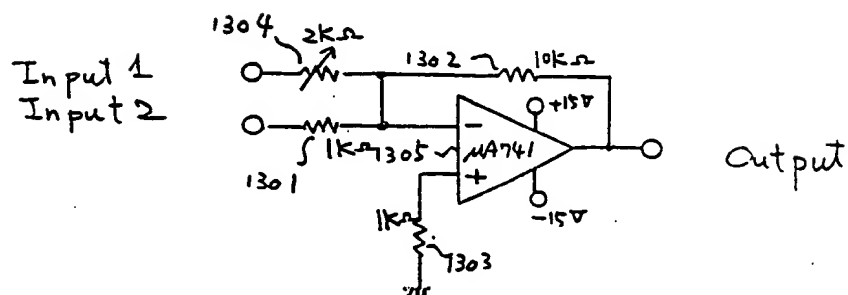 1304
2KΩ
1302
10KΩ
Input 1
Input 2
+15V
1KΩ
1305
μA741
1301
Output
-15V
1KΩ
1303